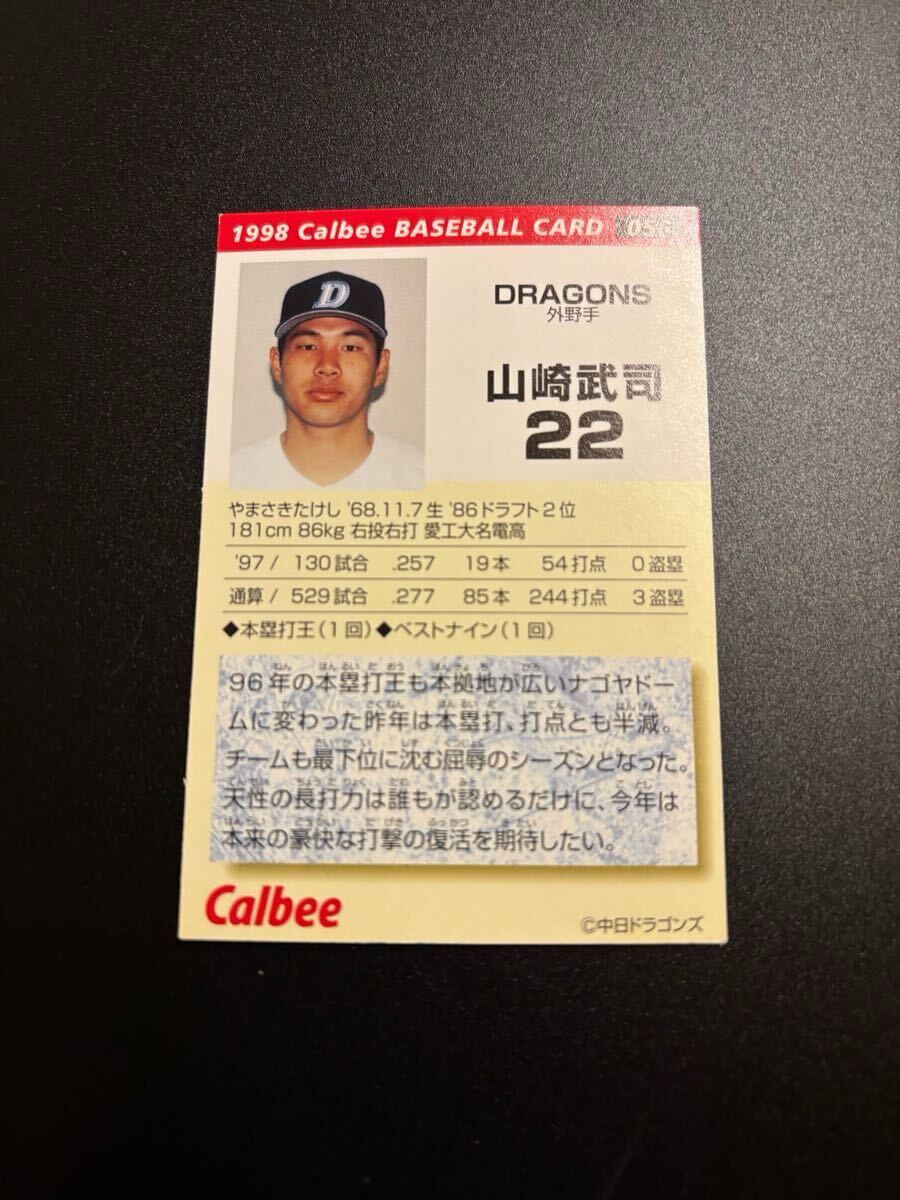 1998 Calbee BASEBALL CARD
D
DRAGONS
外野手
山﨑武司
22
やまさきたけし '68.11.7生 '86ドラフト2位
181cm 86kg 右投右打 愛工大名電高
'97/ 130試合 .257 19本 54打点 0盗塁
通算/ 529試合 .277 85本 244打点 3盗塁
◆本塁打王(1回)◆ベストナイン(1回)
96年の本塁打王も本拠地が広いナゴヤドー
ムに変わった昨年は本塁打、打点とも半減。
チームも最下位に沈む屈辱のシーズンとなった。
天性の長打力は誰もが認めるだけに、今年は
本来の豪快な打撃の復活を期待したい。
Calbee
©中日ドラゴンズ